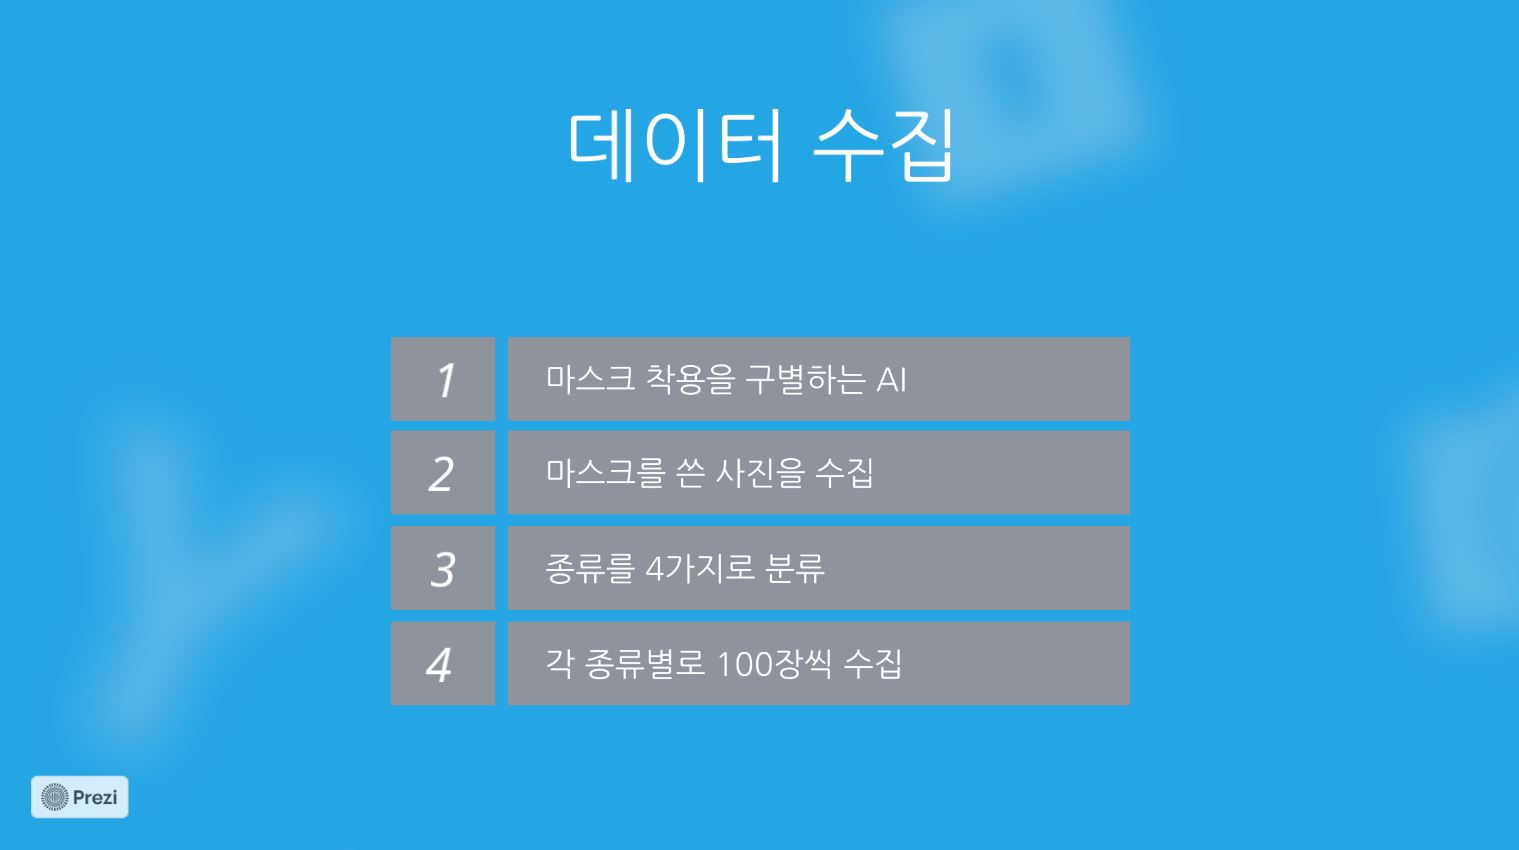 데이터 수집
1 마스크 착용을 구별하는 AI
2 마스크를 쓴 사진을 수집
3 종류를 4가지로 분류
4 각 종류별로 100장씩 수집
Prezi